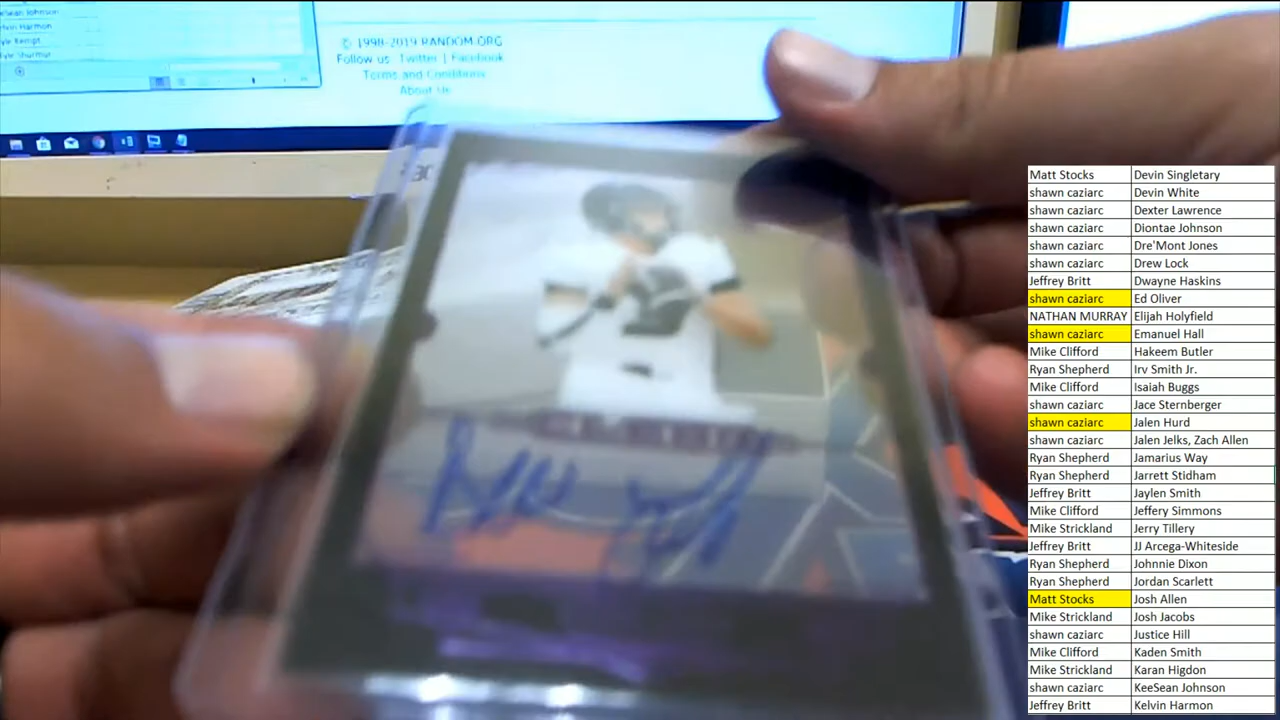 Kelvin Harmon
© 1998-2019 RANDOM.ORG
Follow us: Twitter | Facebook
Terms and Conditions
About Us
Matt Stocks Devin Singletary
shawn caziarc Devin White
shawn caziarc Dexter Lawrence
shawn caziarc Diontae Johnson
shawn caziarc Dre'Mont Jones
shawn caziarc Drew Lock
Jeffrey Britt Dwayne Haskins
shawn caziarc Ed Oliver
NATHAN MURRAY Elijah Holyfield
shawn caziarc Emanuel Hall
Mike Clifford Hakeem Butler
Ryan Shepherd Irv Smith Jr.
Mike Clifford Isaiah Buggs
shawn caziarc Jace Sternberger
shawn caziarc Jalen Hurd
shawn caziarc Jalen Jelks, Zach Allen
Ryan Shepherd Jamarius Way
Ryan Shepherd Jarrett Stidham
Jeffrey Britt Jaylen Smith
Mike Clifford Jeffery Simmons
Mike Strickland Jerry Tillery
Jeffrey Britt JJ Arcega-Whiteside
Ryan Shepherd Johnnie Dixon
Ryan Shepherd Jordan Scarlett
Matt Stocks Josh Allen
Mike Strickland Josh Jacobs
shawn caziarc Justice Hill
Mike Clifford Kaden Smith
Mike Strickland Karan Higdon
shawn caziarc KeeSean Johnson
Jeffrey Britt Kelvin Harmon